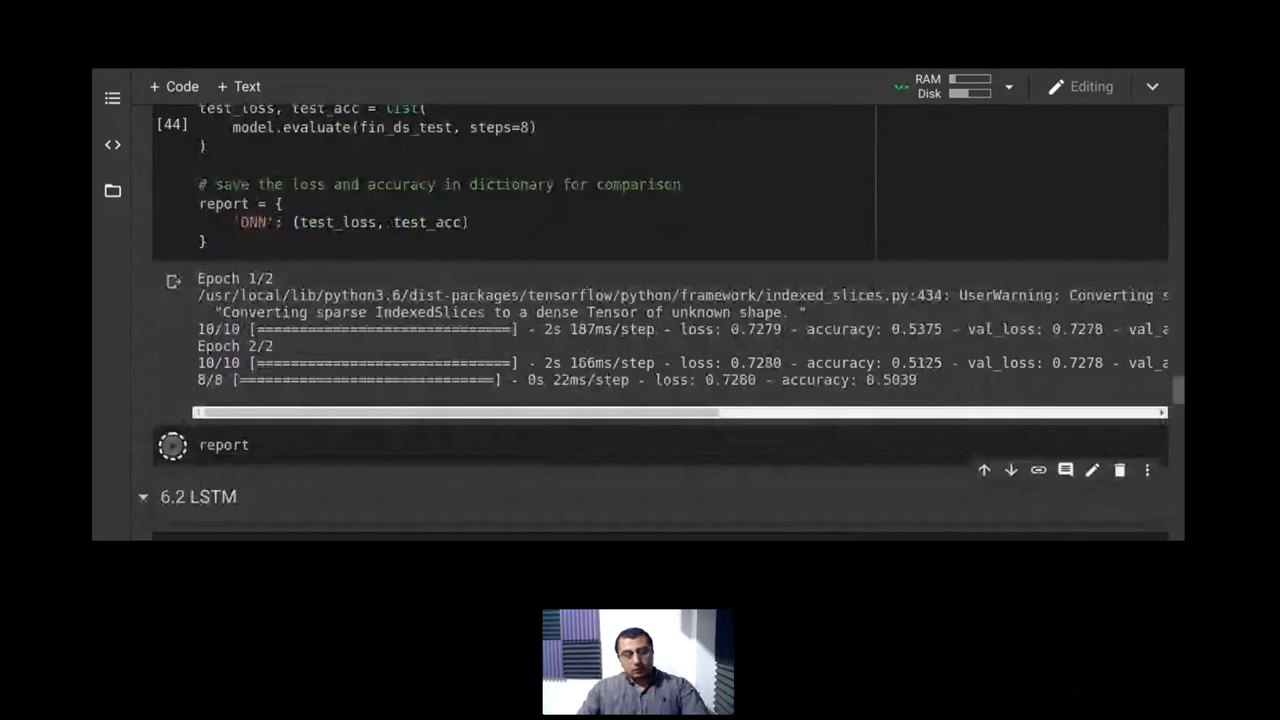 + Code + Text
RAM
Disk
Editing
test_loss, test_acc = list(
[44]
model.evaluate(fin_ds_test, steps=8)
)
# save the loss and accuracy in dictionary for comparison
report = {
'DNN': (test_loss, test_acc)
}
Epoch 1/2
/usr/local/lib/python3.6/dist-packages/tensorflow/python/framework/indexed_slices.py:434: UserWarning: Converting s
"Converting sparse IndexedSlices to a dense Tensor of unknown shape. "
10/10 [==============================] - 2s 187ms/step - loss: 0.7279 - accuracy: 0.5375 - val_loss: 0.7278 - val_a
Epoch 2/2
10/10 [==============================] - 2s 166ms/step - loss: 0.7280 - accuracy: 0.5125 - val_loss: 0.7278 - val_a
8/8 [==============================] - 0s 22ms/step - loss: 0.7280 - accuracy: 0.5039
report
6.2 LSTM